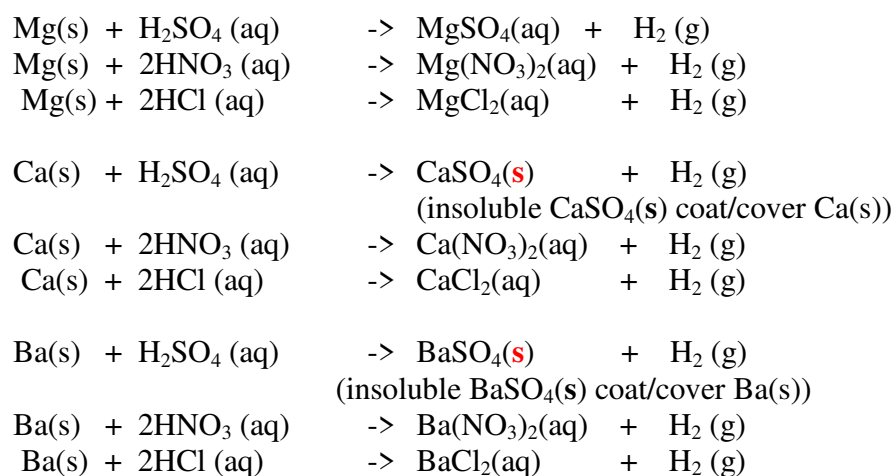 Mg(s) + H₂SO₄ (aq) -> MgSO₄(aq) + H₂ (g)
Mg(s) + 2HNO₃ (aq) -> Mg(NO₃)₂(aq) + H₂ (g)
Mg(s) + 2HCl (aq) -> MgCl₂(aq) + H₂ (g)
Ca(s) + H₂SO₄ (aq) -> CaSO₄(s) + H₂ (g)
(insoluble CaSO₄(s) coat/cover Ca(s))
Ca(s) + 2HNO₃ (aq) -> Ca(NO₃)₂(aq) + H₂ (g)
Ca(s) + 2HCl (aq) -> CaCl₂(aq) + H₂ (g)
Ba(s) + H₂SO₄ (aq) -> BaSO₄(s) + H₂ (g)
(insoluble BaSO₄(s) coat/cover Ba(s))
Ba(s) + 2HNO₃ (aq) -> Ba(NO₃)₂(aq) + H₂ (g)
Ba(s) + 2HCl (aq) -> BaCl₂(aq) + H₂ (g)